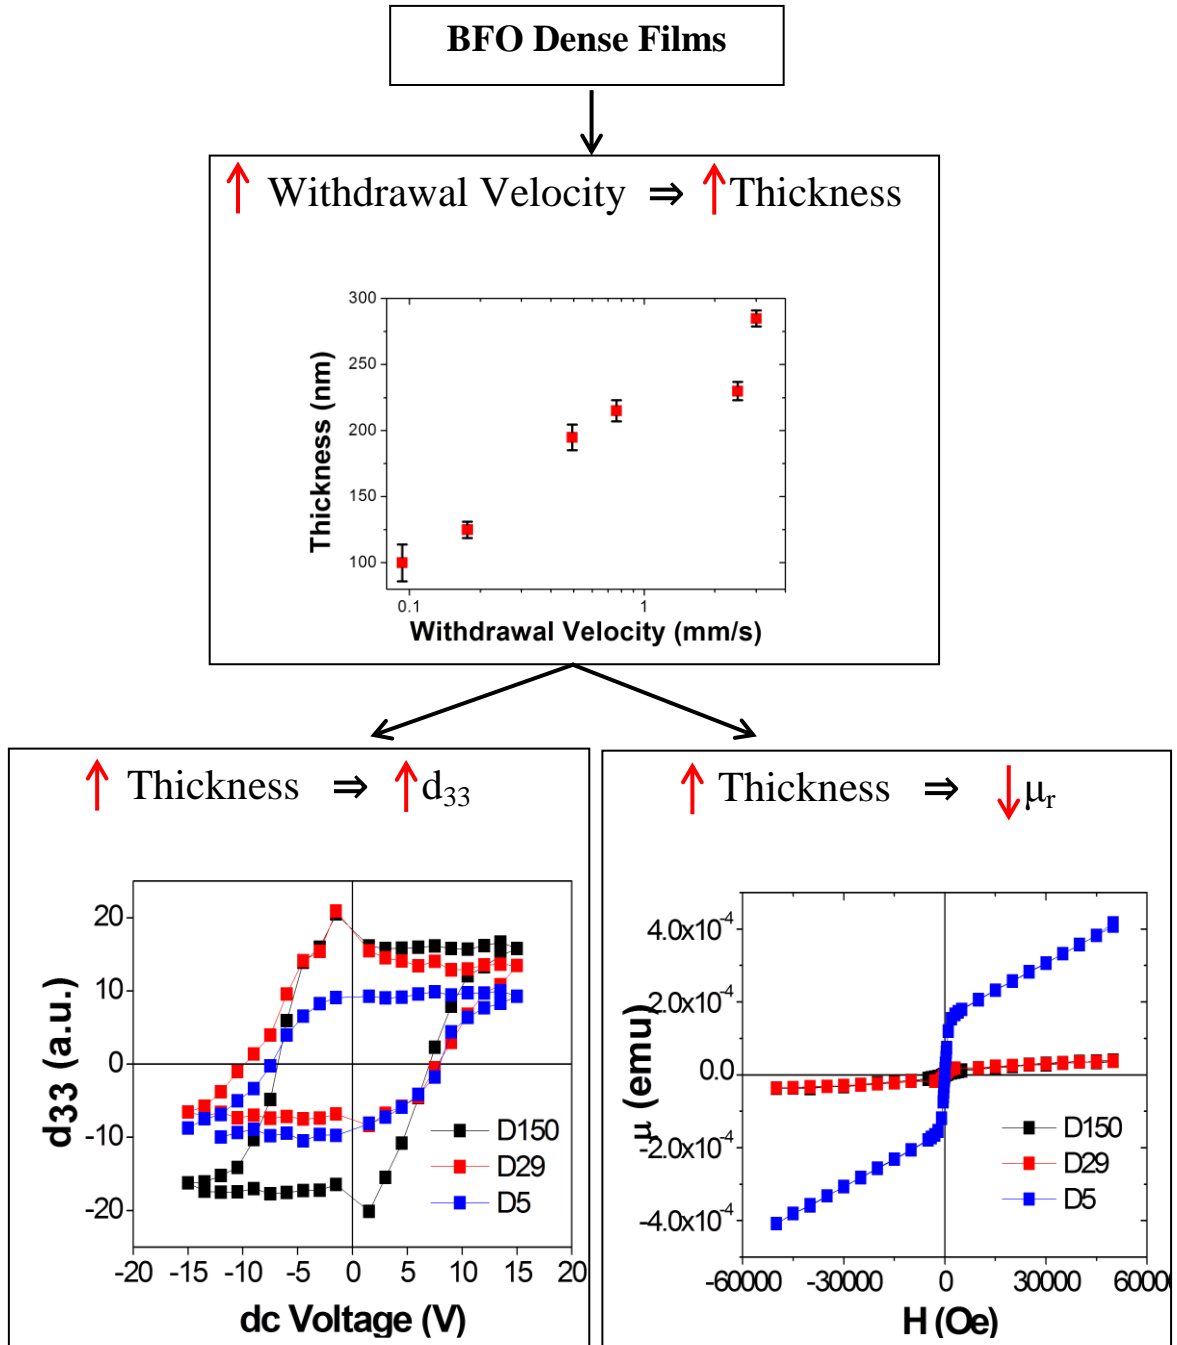 BFO Dense Films
↑ Withdrawal Velocity ⇒ ↑ Thickness
300
250
200
150
100
Thickness (nm)
0.1 1
Withdrawal Velocity (mm/s)
↑ Thickness ⇒ ↑ d₃₃
20
10
0
-10
-20
d33 (a.u.)
D150
D29
D5
-20 -15 -10 -5 0 5 10 15 20
dc Voltage (V)
↑ Thickness ⇒ ↓ μᵣ
4.0x10⁻⁴
2.0x10⁻⁴
0.0
-2.0x10⁻⁴
-4.0x10⁻⁴
μ (emu)
D150
D29
D5
-60000 -30000 0 30000 6000
H (Oe)